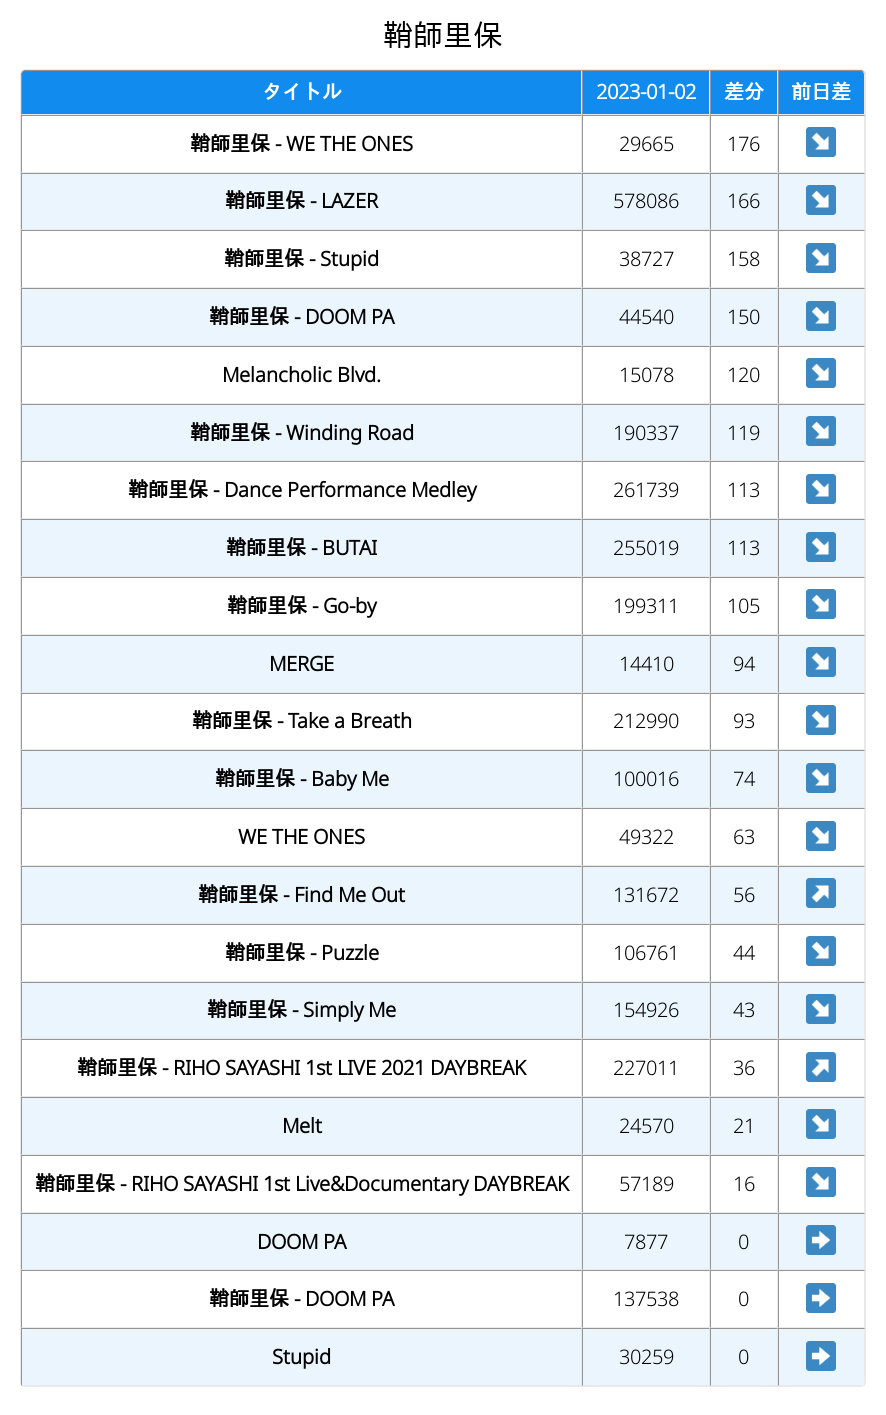 鞘師里保
タイトル 2023-01-02 差分 前日差
鞘師里保 - WE THE ONES 29665 176 ↘
鞘師里保 - LAZER 578086 166 ↘
鞘師里保 - Stupid 38727 158 ↘
鞘師里保 - DOOM PA 44540 150 ↘
Melancholic Blvd. 15078 120 ↘
鞘師里保 - Winding Road 190337 119 ↘
鞘師里保 - Dance Performance Medley 261739 113 ↘
鞘師里保 - BUTAI 255019 113 ↘
鞘師里保 - Go-by 199311 105 ↘
MERGE 14410 94 ↘
鞘師里保 - Take a Breath 212990 93 ↘
鞘師里保 - Baby Me 100016 74 ↘
WE THE ONES 49322 63 ↘
鞘師里保 - Find Me Out 131672 56 ↗
鞘師里保 - Puzzle 106761 44 ↘
鞘師里保 - Simply Me 154926 43 ↘
鞘師里保 - RIHO SAYASHI 1st LIVE 2021 DAYBREAK 227011 36 ↗
Melt 24570 21 ↘
鞘師里保 - RIHO SAYASHI 1st Live&Documentary DAYBREAK 57189 16 ↘
DOOM PA 7877 0 →
鞘師里保 - DOOM PA 137538 0 →
Stupid 30259 0 →